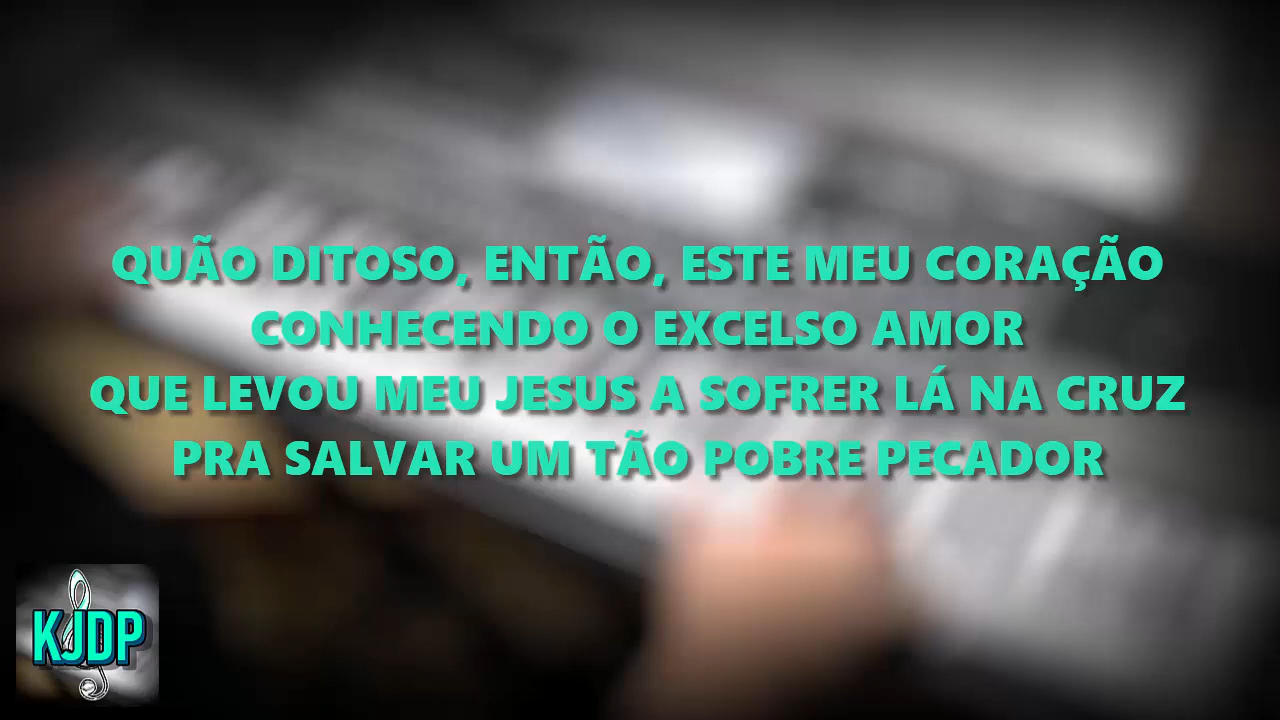 QUÃO DITOSO, ENTÃO, ESTE MEU CORAÇÃO
CONHECENDO O EXCELSO AMOR
QUE LEVOU MEU JESUS A SOFRER LÁ NA CRUZ
PRA SALVAR UM TÃO POBRE PECADOR
KJDP